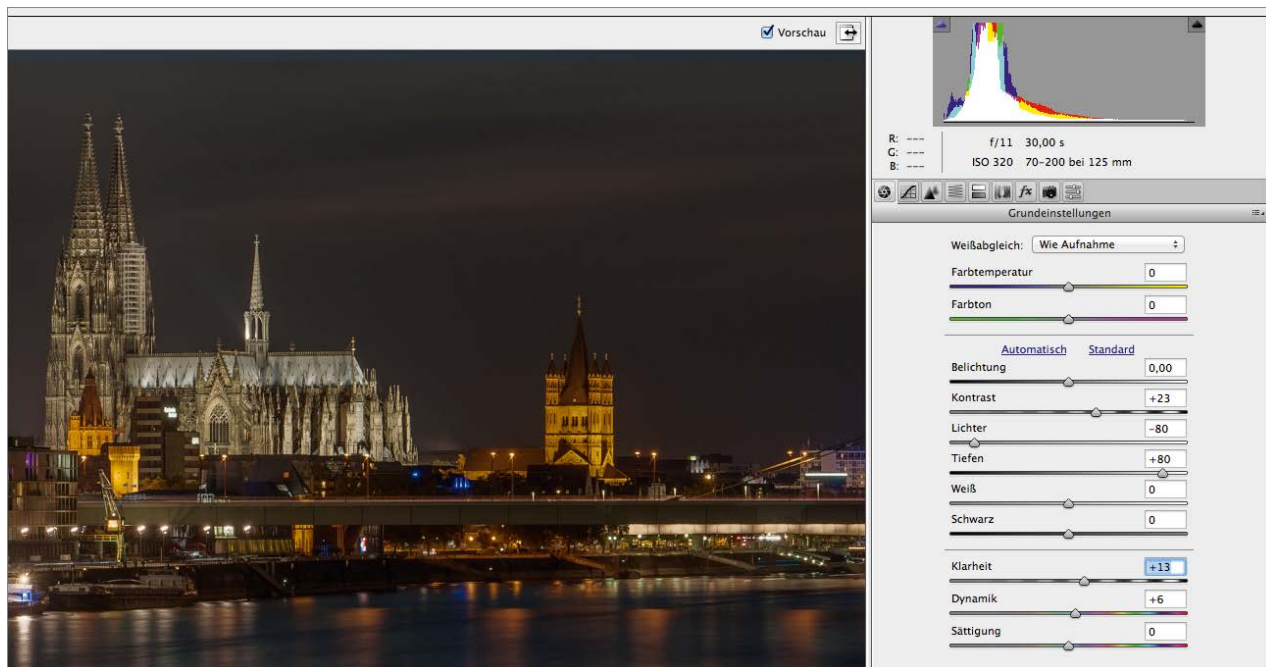 Vorschau
R: ---
G: ---
B: ---
f/11 30,00 s
ISO 320 70-200 bei 125 mm
fx
Grundeinstellungen
Weißabgleich: Wie Aufnahme
Farbtemperatur 0
Farbton 0
Automatisch Standard
Belichtung 0,00
Kontrast +23
Lichter -80
Tiefen +80
Weiß 0
Schwarz 0
Klarheit +13
Dynamik +6
Sättigung 0